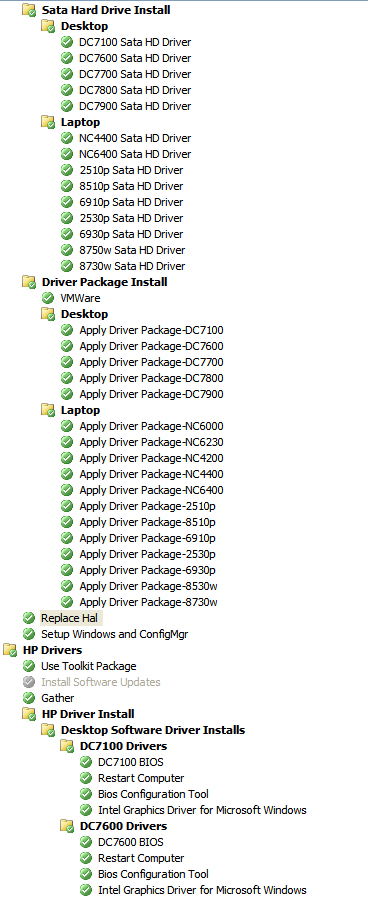 Sata Hard Drive Install
Desktop
DC7100 Sata HD Driver
DC7600 Sata HD Driver
DC7700 Sata HD Driver
DC7800 Sata HD Driver
DC7900 Sata HD Driver
Laptop
NC4400 Sata HD Driver
NC6400 Sata HD Driver
2510p Sata HD Driver
8510p Sata HD Driver
6910p Sata HD Driver
2530p Sata HD Driver
6930p Sata HD Driver
8750w Sata HD Driver
8730w Sata HD Driver
Driver Package Install
VMWare
Desktop
Apply Driver Package-DC7100
Apply Driver Package-DC7600
Apply Driver Package-DC7700
Apply Driver Package-DC7800
Apply Driver Package-DC7900
Laptop
Apply Driver Package-NC6000
Apply Driver Package-NC6230
Apply Driver Package-NC4200
Apply Driver Package-NC4400
Apply Driver Package-NC6400
Apply Driver Package-2510p
Apply Driver Package-8510p
Apply Driver Package-6910p
Apply Driver Package-2530p
Apply Driver Package-6930p
Apply Driver Package-8530w
Apply Driver Package-8730w
Replace Hal
Setup Windows and ConfigMgr
HP Drivers
Use Toolkit Package
Install Software Updates
Gather
HP Driver Install
Desktop Software Driver Installs
DC7100 Drivers
DC7100 BIOS
Restart Computer
Bios Configuration Tool
Intel Graphics Driver for Microsoft Windows
DC7600 Drivers
DC7600 BIOS
Restart Computer
Bios Configuration Tool
Intel Graphics Driver for Microsoft Windows